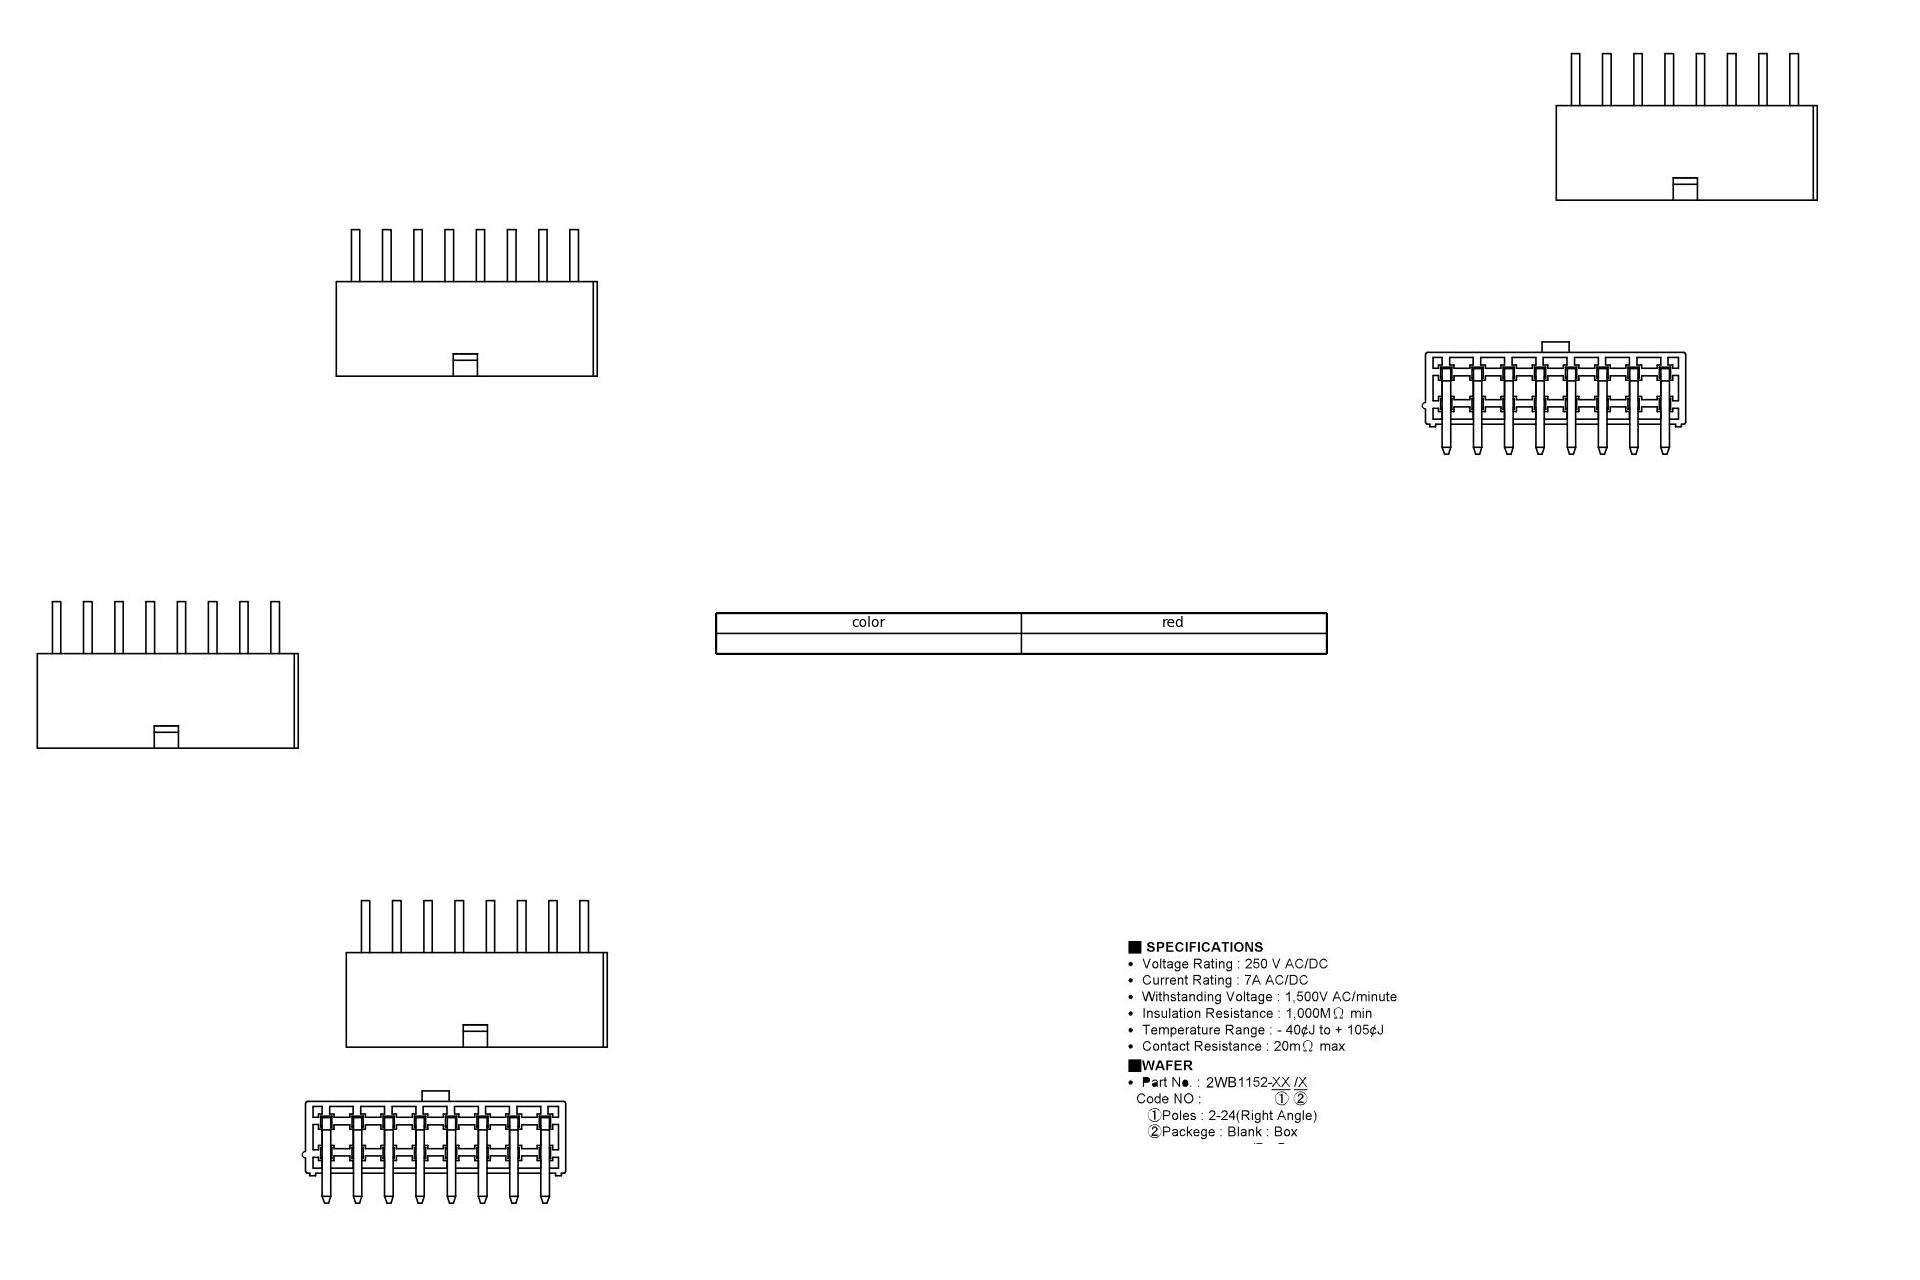 color red
■ SPECIFICATIONS
• Voltage Rating : 250 V AC/DC
• Current Rating : 7A AC/DC
• Withstanding Voltage : 1,500V AC/minute
• Insulation Resistance : 1,000MΩ min
• Temperature Range : - 40¢J to + 105¢J
• Contact Resistance : 20mΩ max
■WAFER
• Part No. : 2WB1152-XX /X
Code NO : ① ②
①Poles : 2-24(Right Angle)
②Packege : Blank : Box